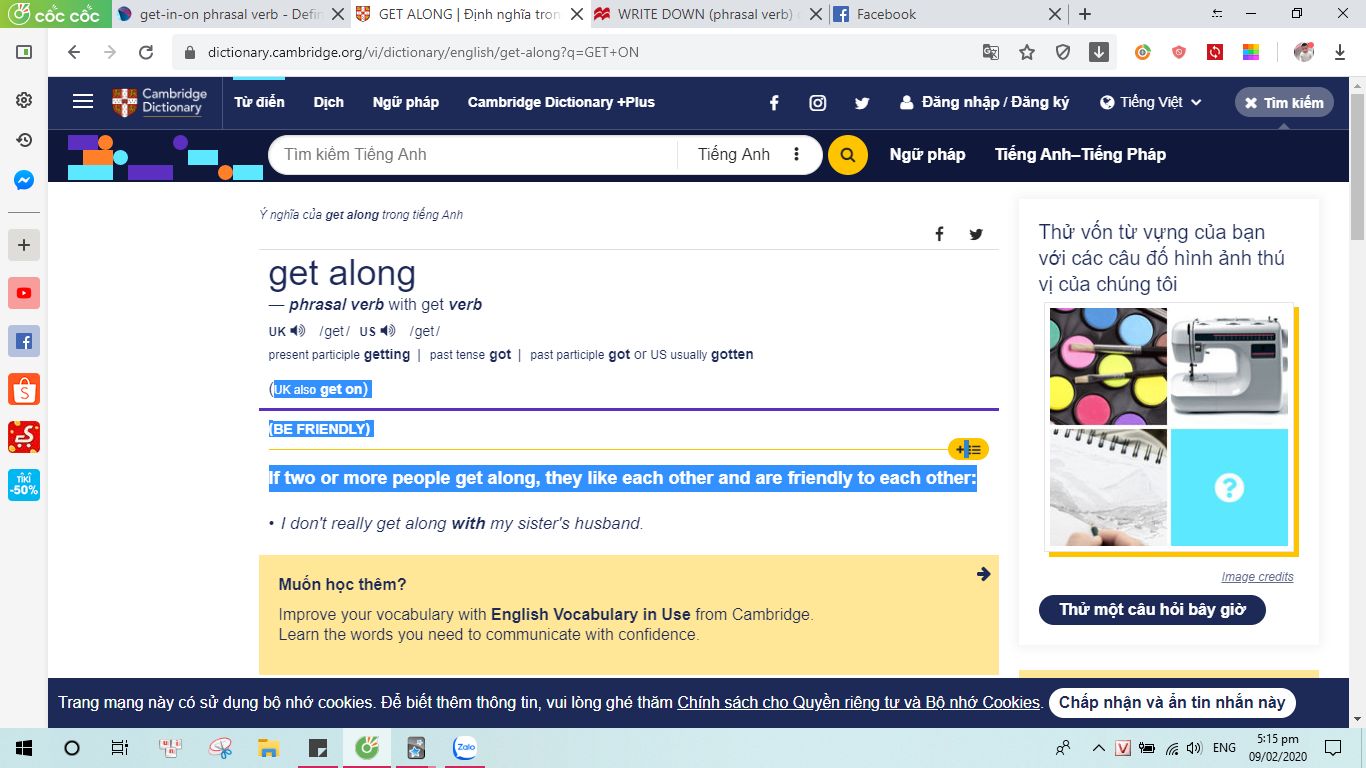 cốc cốc
get-in-on phrasal verb - Defin
GET ALONG | Định nghĩa tron
WRITE DOWN (phrasal verb)
Facebook
dictionary.cambridge.org/vi/dictionary/english/get-along?q=GET+ON
Cambridge Dictionary
Từ điển
Dịch
Ngữ pháp
Cambridge Dictionary +Plus
Đăng nhập / Đăng ký
Tiếng Việt
Tìm kiếm
Tìm kiếm Tiếng Anh
Tiếng Anh
Ngữ pháp
Tiếng Anh–Tiếng Pháp
Ý nghĩa của get along trong tiếng Anh
get along
— phrasal verb with get verb
UK /get/ US /get/
present participle getting | past tense got | past participle got or US usually gotten
(UK also get on)
(BE FRIENDLY)
If two or more people get along, they like each other and are friendly to each other:
• I don't really get along with my sister's husband.
Muốn học thêm?
Improve your vocabulary with English Vocabulary in Use from Cambridge.
Learn the words you need to communicate with confidence.
Thử vốn từ vựng của bạn
với các câu đố hình ảnh thú
vị của chúng tôi
?
Image credits
Thử một câu hỏi bây giờ
TIKI
-50%
Trang mạng này có sử dụng bộ nhớ cookies. Để biết thêm thông tin, vui lòng ghé thăm Chính sách cho Quyền riêng tư và Bộ nhớ Cookies.
Chấp nhận và ẩn tin nhắn này
Zalo
V
ENG
5:15 pm
09/02/2020